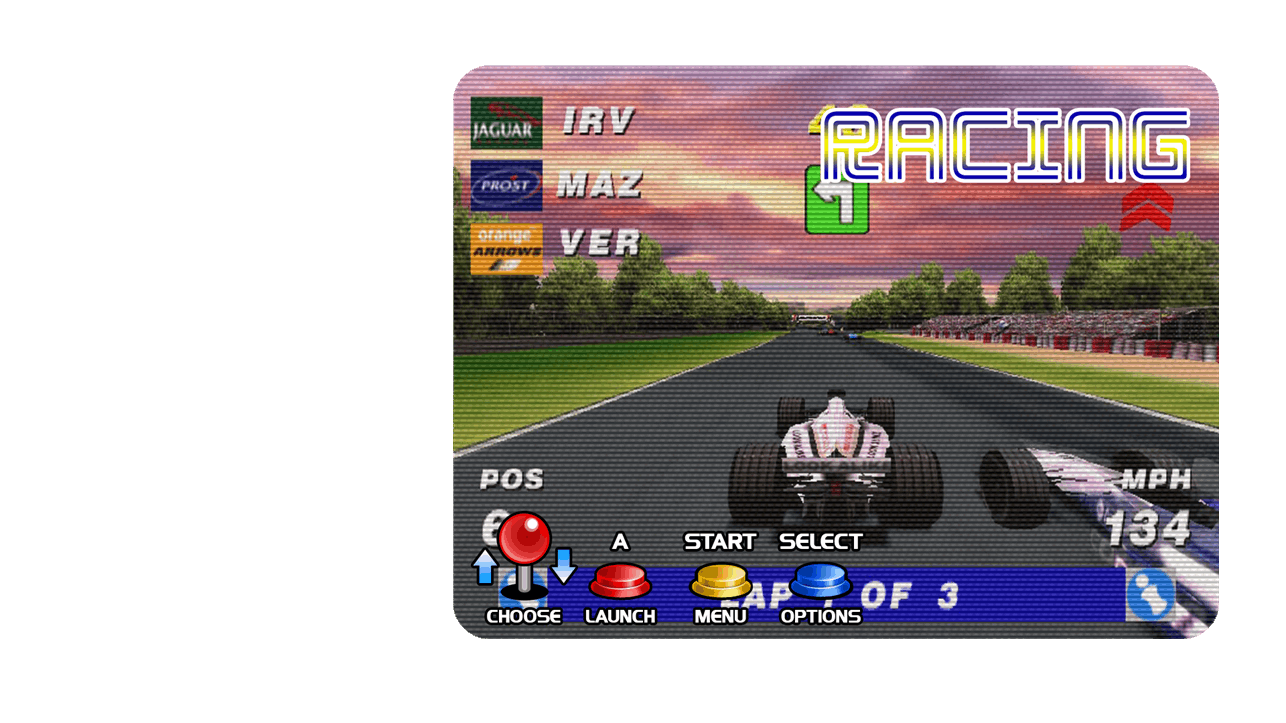 RACING
JAGUAR
IRV
PROST
MAZ
orange
ARROWS
VER
POS
MPH
134
A
START
SELECT
OF 3
CHOOSE
LAUNCH
MENU
OPTIONS